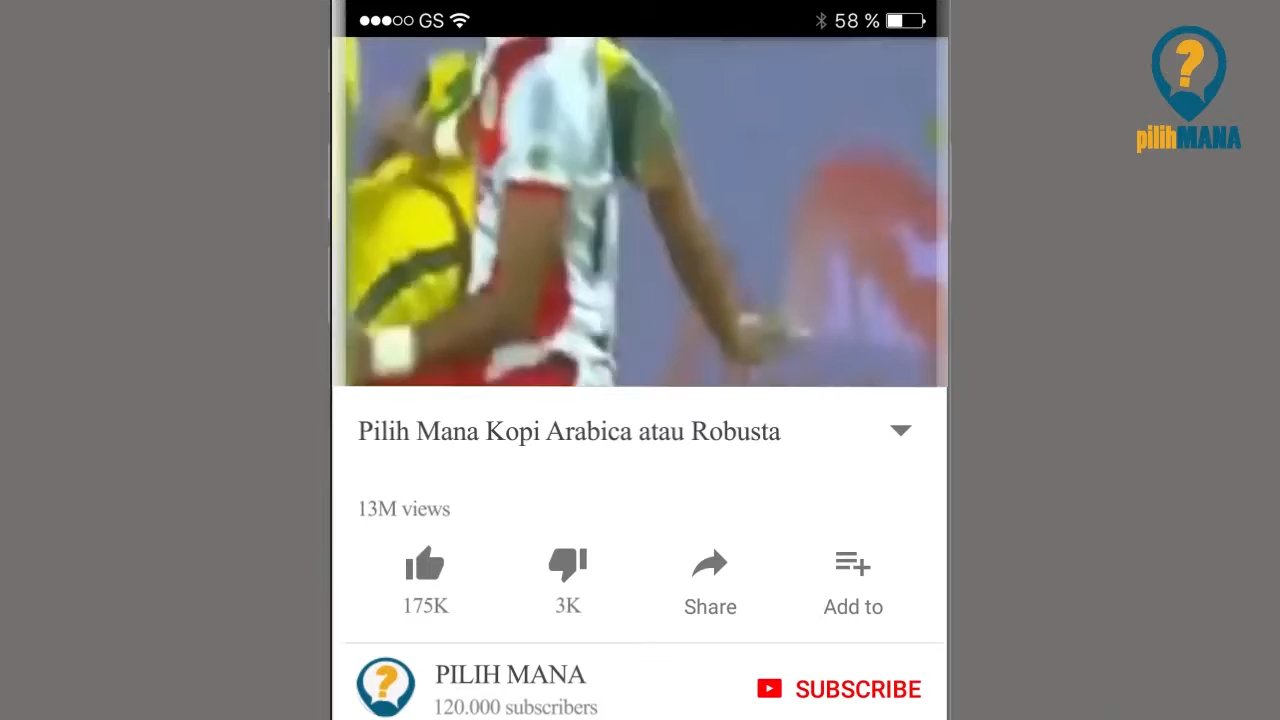 GS
58 %
?
pilihMANA
Pilih Mana Kopi Arabica atau Robusta
13M views
175K
3K
Share
Add to
?
PILIH MANA
120.000 subscribers
SUBSCRIBE